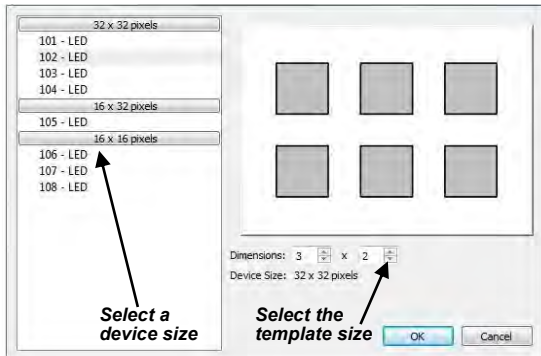 32 x 32 pixels
101 - LED
102 - LED
103 - LED
104 - LED
16 x 32 pixels
105 - LED
16 x 16 pixels
106 - LED
107 - LED
108 - LED
Dimensions: 3 x 2
Device Size: 32 x 32 pixels
Select a
device size
Select the
template size
OK
Cancel